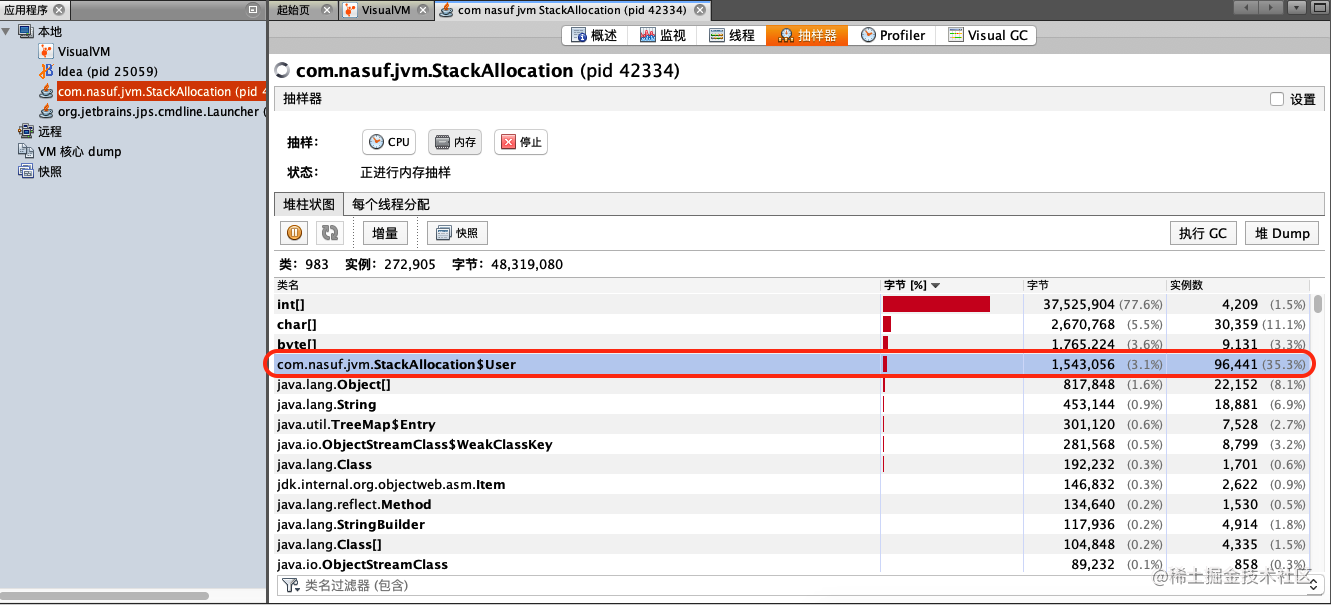 应用程序
起始页 VisualVM com nasuf jvm StackAllocation (pid 42334)
本地
VisualVM
Idea (pid 25059)
com.nasuf.jvm.StackAllocation (pid 4
org.jetbrains.jps.cmdline.Launcher (
远程
VM 核心 dump
快照
概述 监视 线程 抽样器 Profiler Visual GC
com.nasuf.jvm.StackAllocation (pid 42334)
抽样器 设置
抽样: CPU 内存 停止
状态: 正进行内存抽样
堆柱状图 每个线程分配
增量 快照 执行 GC 堆 Dump
类: 983 实例: 272,905 字节: 48,319,080
类名 字节 [%] 字节 实例数
int[] 37,525,904 (77.6%) 4,209 (1.5%)
char[] 2,670,768 (5.5%) 30,359 (11.1%)
byte[] 1,765,224 (3.6%) 9,131 (3.3%)
com.nasuf.jvm.StackAllocation$User 1,543,056 (3.1%) 96,441 (35.3%)
java.lang.Object[] 817,848 (1.6%) 22,152 (8.1%)
java.lang.String 453,144 (0.9%) 18,881 (6.9%)
java.util.TreeMap$Entry 301,120 (0.6%) 7,528 (2.7%)
java.io.ObjectStreamClass$WeakClassKey 281,568 (0.5%) 8,799 (3.2%)
java.lang.Class 192,232 (0.3%) 1,701 (0.6%)
jdk.internal.org.objectweb.asm.Item 146,832 (0.3%) 2,622 (0.9%)
java.lang.reflect.Method 134,640 (0.2%) 1,530 (0.5%)
java.lang.StringBuilder 117,936 (0.2%) 4,914 (1.8%)
java.lang.Class[] 104,848 (0.2%) 4,335 (1.5%)
java.io.ObjectStreamClass 89,232 (0.1%) 858 (0.3%)
类名过滤器 (包含)
@稀土掘金技术社区